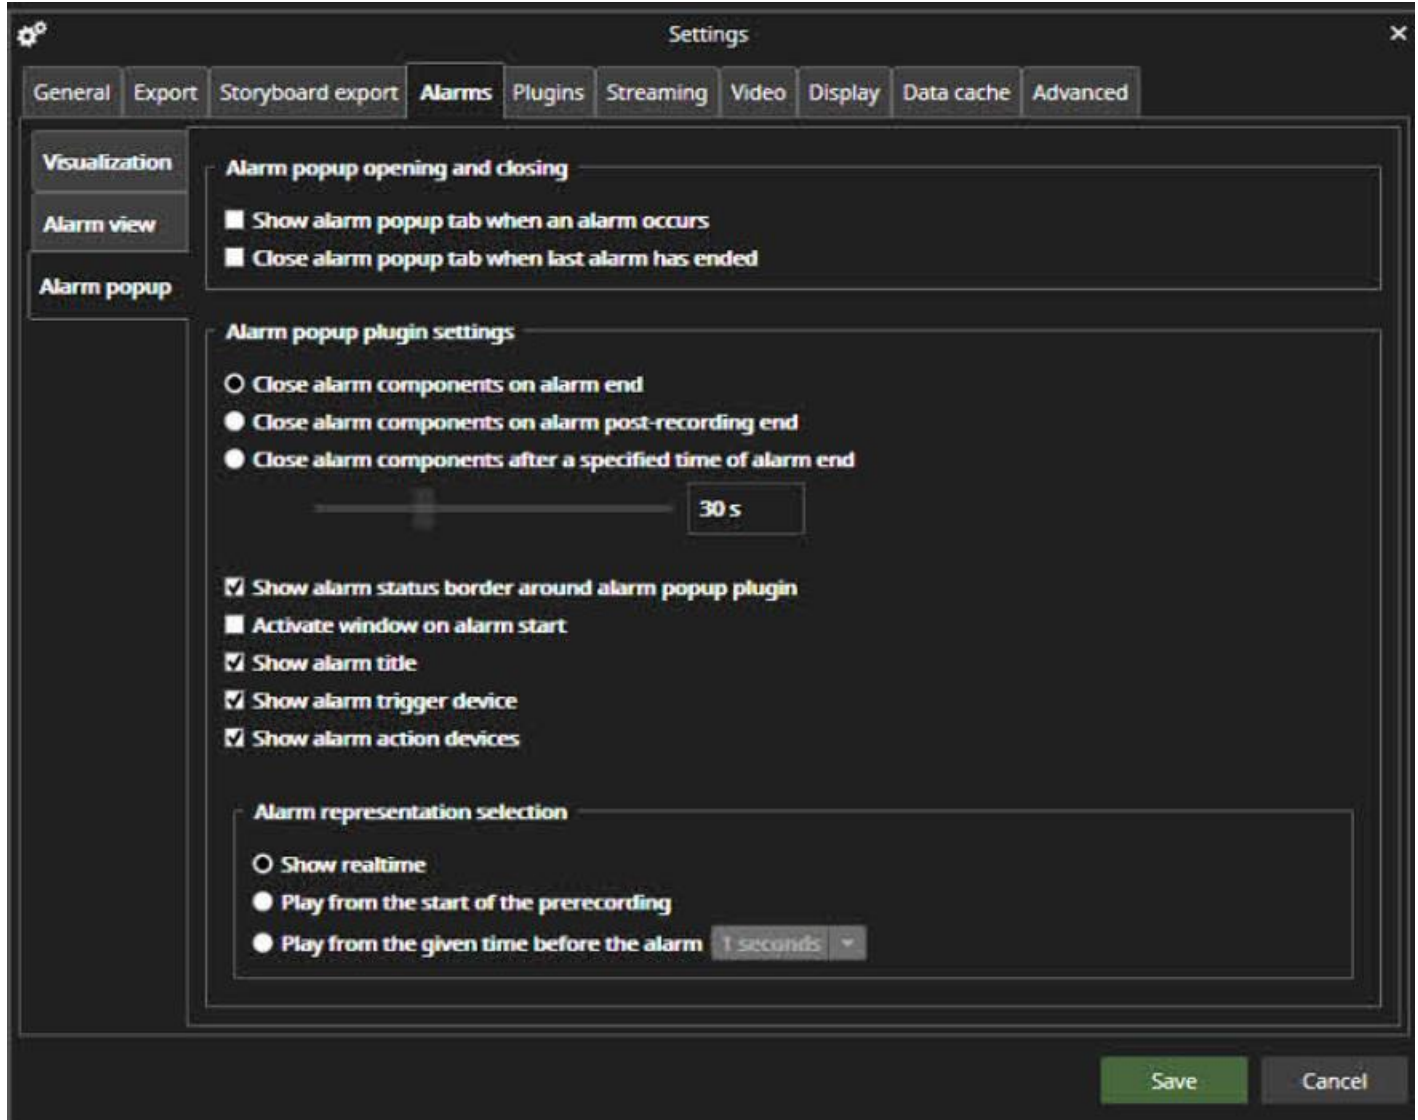 Settings
General Export Storyboard export Alarms Plugins Streaming Video Display Data cache Advanced
Visualization
Alarm view
Alarm popup
Alarm popup opening and closing
Show alarm popup tab when an alarm occurs
Close alarm popup tab when last alarm has ended
Alarm popup plugin settings
Close alarm components on alarm end
Close alarm components on alarm post-recording end
Close alarm components after a specified time of alarm end
30 s
Show alarm status border around alarm popup plugin
Activate window on alarm start
Show alarm title
Show alarm trigger device
Show alarm action devices
Alarm representation selection
Show realtime
Play from the start of the prerecording
Play from the given time before the alarm 1 seconds
Save Cancel